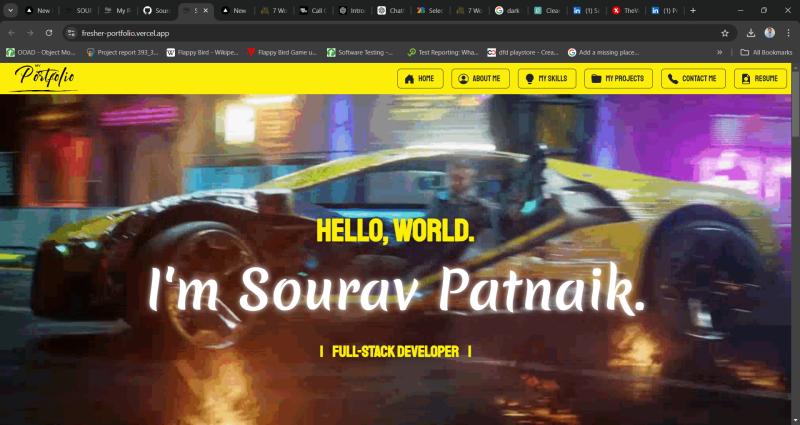 New
SOU
My P
Sour
S
New
7 Wo
Call
Intro
Chat
Selec
7 Wo
dark
Clea
(1) S
TheV
(1) P
fresher-portfolio.vercel.app
OOAD - Object Mo...
Project report 393_3...
Flappy Bird - Wikipe...
Flappy Bird Game u...
Software Testing -...
Test Reporting: Wha...
dfd playstore - Crea...
Add a missing place...
All Bookmarks
MY
Portfolio
HOME
ABOUT ME
MY SKILLS
MY PROJECTS
CONTACT ME
RESUME
HELLO, WORLD.
I'm Sourav Patnaik.
| FULL-STACK DEVELOPER |